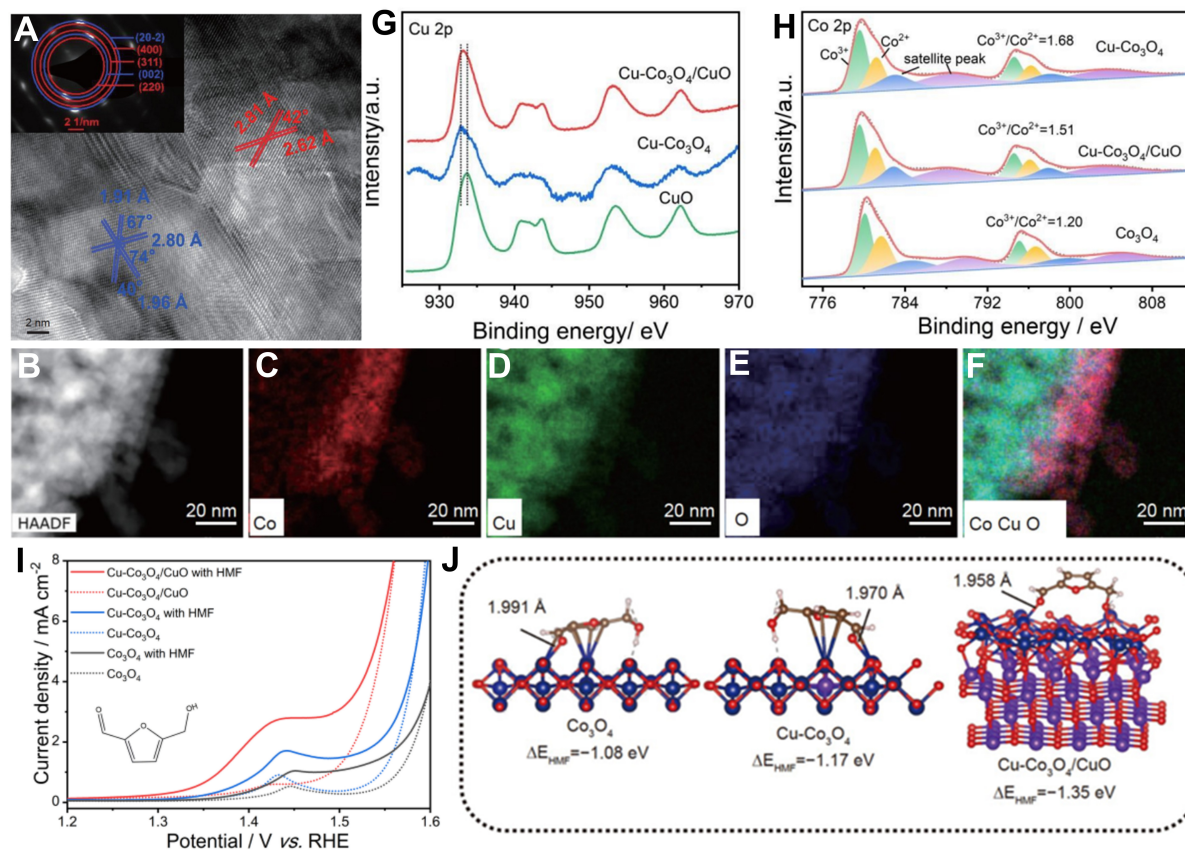 A
(20-2)
(400)
(311)
(002)
(220)
2 1/nm
2.91 Å
42°
2.62 Å
1.91 Å
67°
2.80 Å
74°
1.96 Å
2 nm
G
Cu 2p
Cu-Co₃O₄/CuO
Cu-Co₃O₄
CuO
Intensity/a.u.
930 940 950 960 970
Binding energy/ eV
H
Co 2p
Co³⁺
Co²⁺
satellite peak
Co³⁺/Co²⁺=1.68
Cu-Co₃O₄
Co³⁺/Co²⁺=1.51
Cu-Co₃O₄/CuO
Co³⁺/Co²⁺=1.20
Co₃O₄
Intensity/a.u.
776 784 792 800 808
Binding energy / eV
B
HAADF
20 nm
C
Co
20 nm
D
Cu
20 nm
E
O
20 nm
F
Co Cu O
20 nm
I
Cu-Co₃O₄/CuO with HMF
Cu-Co₃O₄/CuO
Cu-Co₃O₄ with HMF
Cu-Co₃O₄
Co₃O₄ with HMF
Co₃O₄
O
O
OH
Current density / mA cm⁻²
8
6
4
2
0
1.2 1.3 1.4 1.5 1.6
Potential / V vs. RHE
J
1.991 Å
Co₃O₄
ΔE_HMF=−1.08 eV
1.970 Å
Cu-Co₃O₄
ΔE_HMF=−1.17 eV
1.958 Å
Cu-Co₃O₄/CuO
ΔE_HMF=−1.35 eV